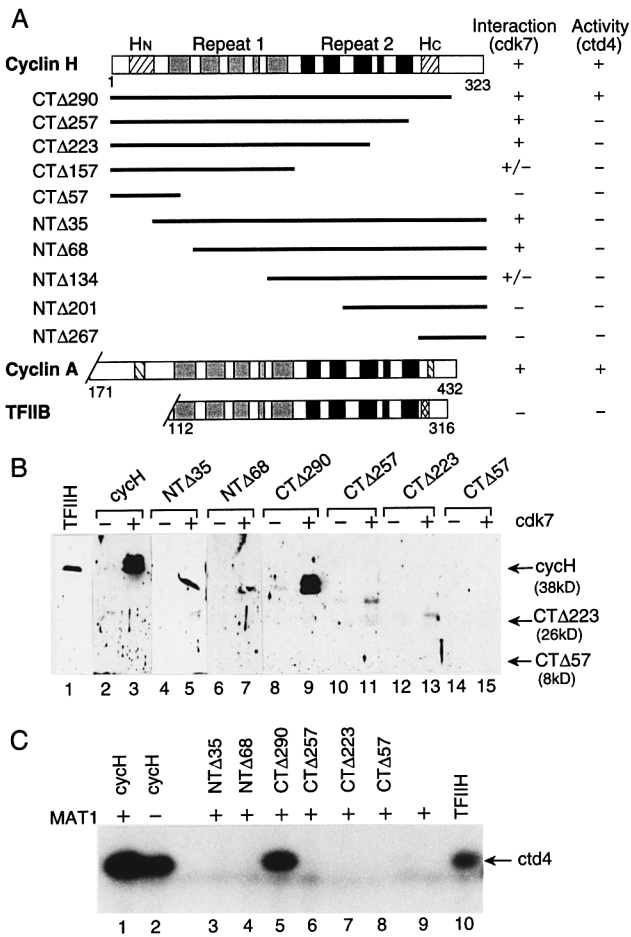 A
Interaction Activity
HN Repeat 1 Repeat 2 HC (cdk7) (ctd4)
Cyclin H + +
1 323
CTΔ290 + +
CTΔ257 + −
CTΔ223 + −
CTΔ157 +/− −
CTΔ57 − −
NTΔ35 + −
NTΔ68 + −
NTΔ134 +/− −
NTΔ201 − −
NTΔ267 − −
Cyclin A + +
171 432
TFIIB − −
112 316
B
TFIIH cycH NTΔ35 NTΔ68 CTΔ290 CTΔ257 CTΔ223 CTΔ57
− + − + − + − + − + − + − + cdk7
cycH
(38kD)
CTΔ223
(26kD)
CTΔ57
(8kD)
1 2 3 4 5 6 7 8 9 10 11 12 13 14 15
C
cycH cycH NTΔ35 NTΔ68 CTΔ290 CTΔ257 CTΔ223 CTΔ57 TFIIH
MAT1 + − + + + + + + +
ctd4
1 2 3 4 5 6 7 8 9 10